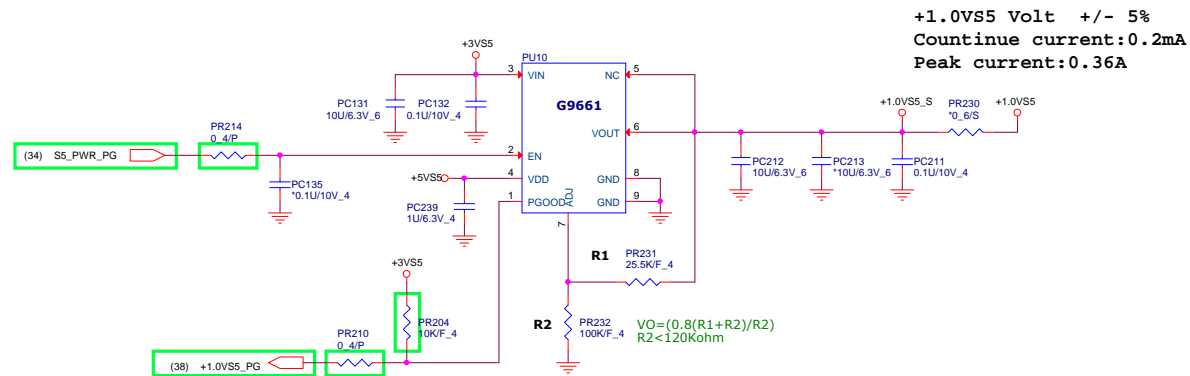 +1.0VS5 Volt  +/- 5%
Countinue current:0.2mA
Peak current:0.36A
+3VS5
PU10
3
VIN
NC
5
PC131
10U/6.3V_6
PC132
0.1U/10V_4
G9661
+1.0VS5_S
PR230
*0_6/S
+1.0VS5
PR214
0_4/P
VOUT
6
(34)
S5_PWR_PG
2
EN
PC212
10U/6.3V_6
PC213
*10U/6.3V_6
PC211
0.1U/10V_4
PC135
*0.1U/10V_4
+5VS5
4
VDD
GND
8
PC239
1U/6.3V_4
1
PGOOD
ADJ
GND
9
7
+3VS5
R1
PR231
25.5K/F_4
PR204
10K/F_4
R2
PR232
100K/F_4
VO=(0.8(R1+R2)/R2)
R2<120Kohm
PR210
0_4/P
(38)
+1.0VS5_PG